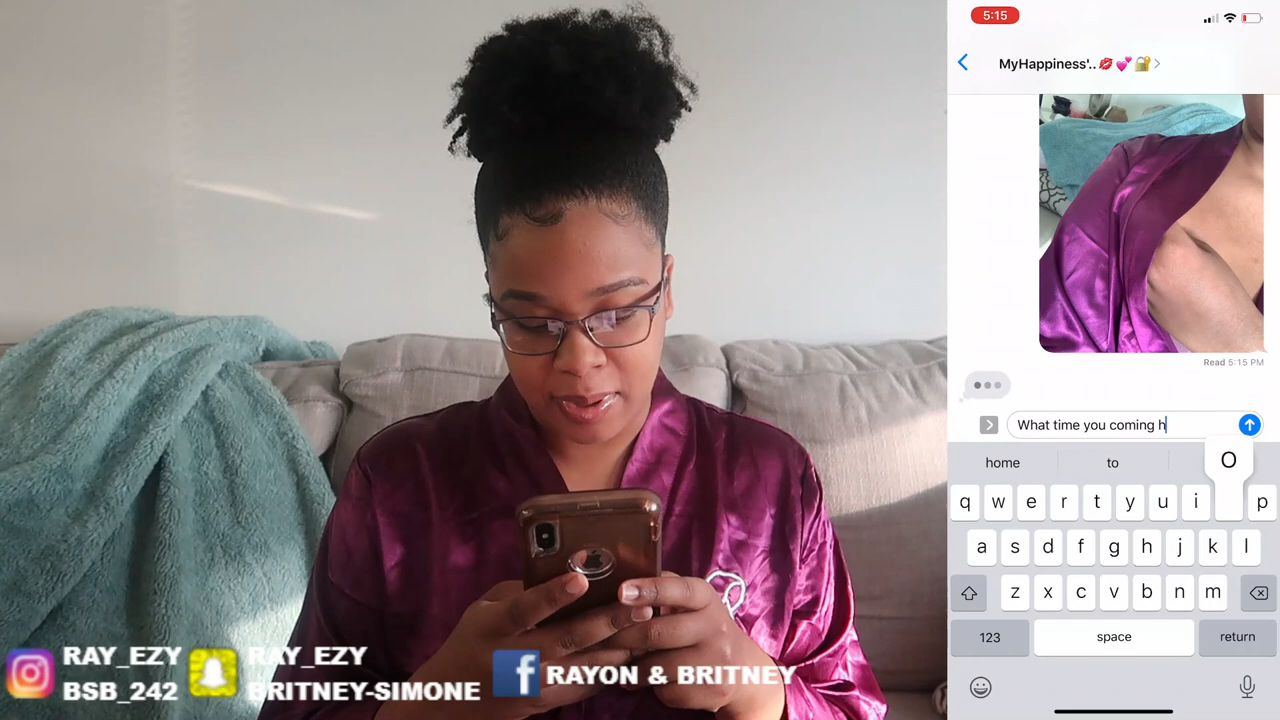 5:15
MyHappiness'..💋💕🔐
Read 5:15 PM
What time you coming h
home to
O
q w e r t y u i p
a s d f g h j k l
z x c v b n m
123 space return
RAY_EZY RAY_EZY
BSB_242 BRITNEY-SIMONE
RAYON & BRITNEY